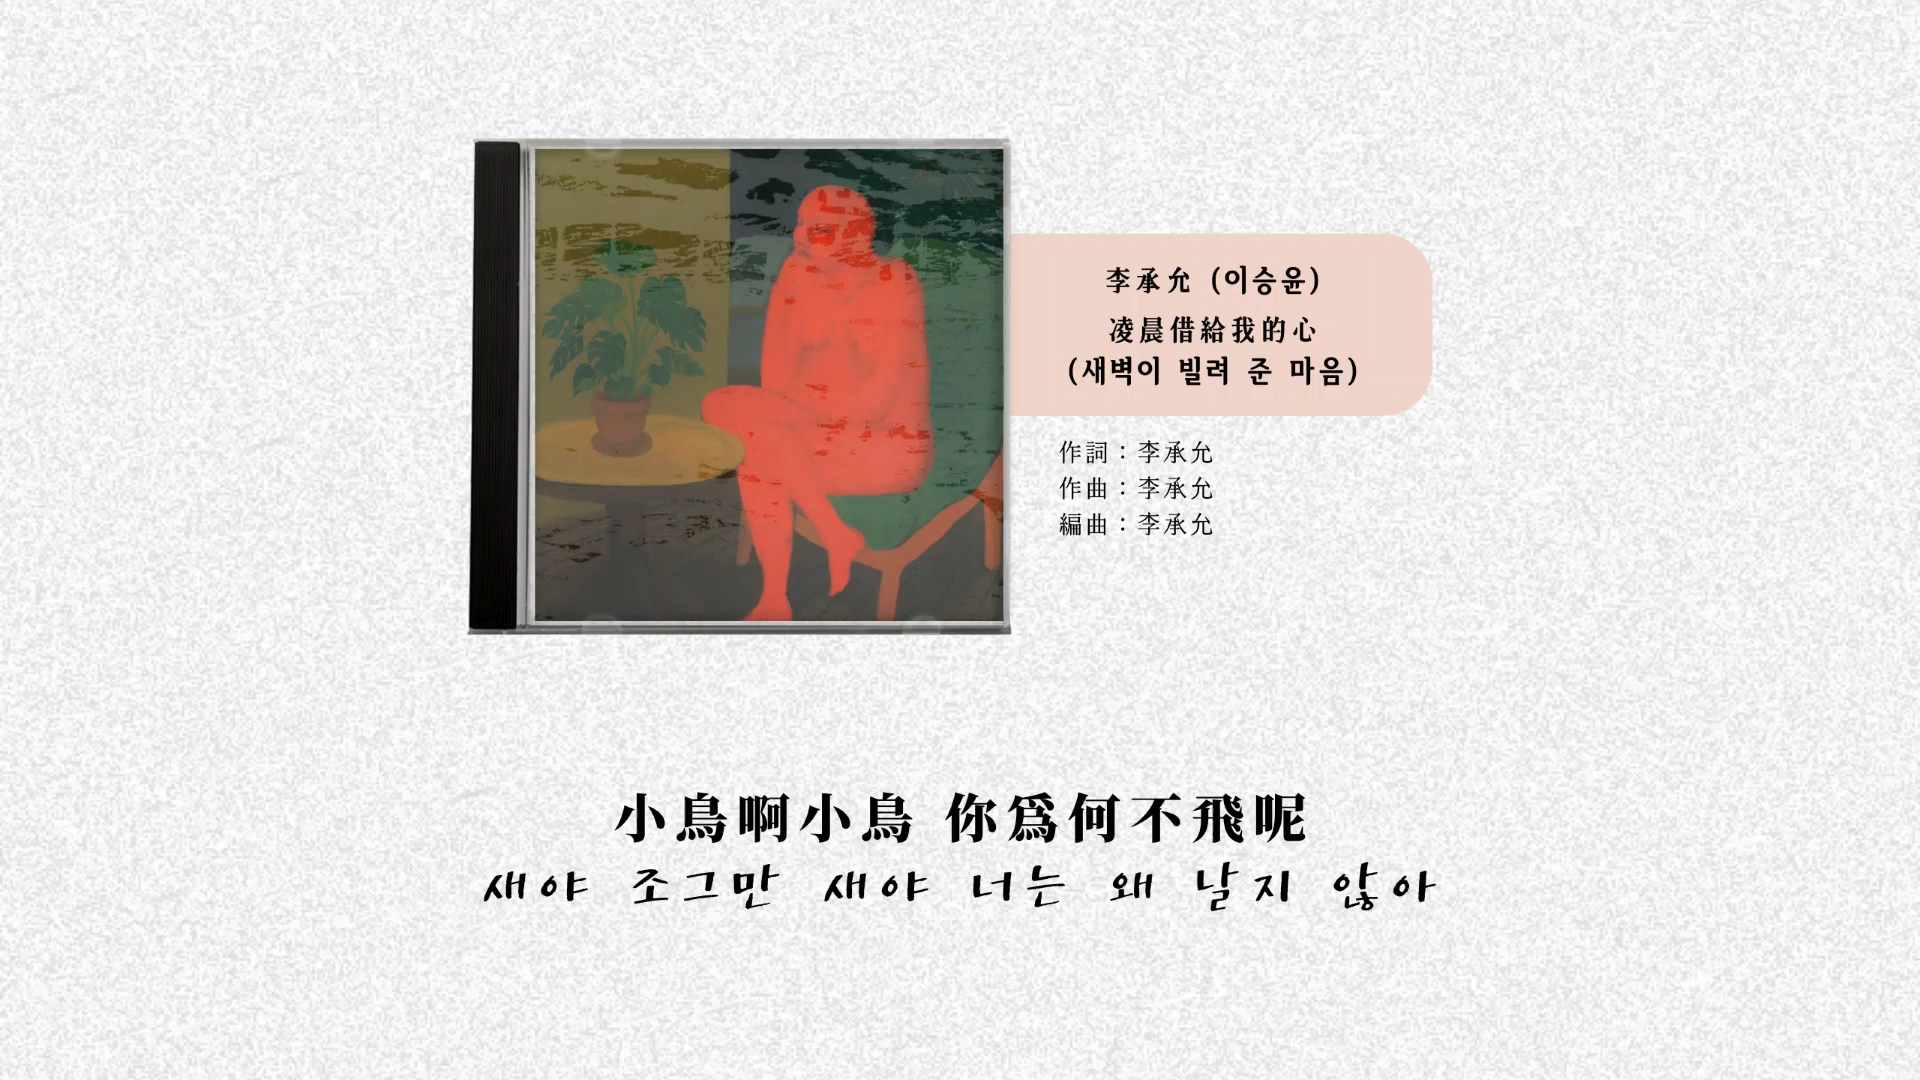 李承允 (이승윤)
凌晨借給我的心
(새벽이 빌려 준 마음)
作詞：李承允
作曲：李承允
編曲：李承允
小鳥啊小鳥 你爲何不飛呢
새야 조그만 새야 너는 왜 날지 않아